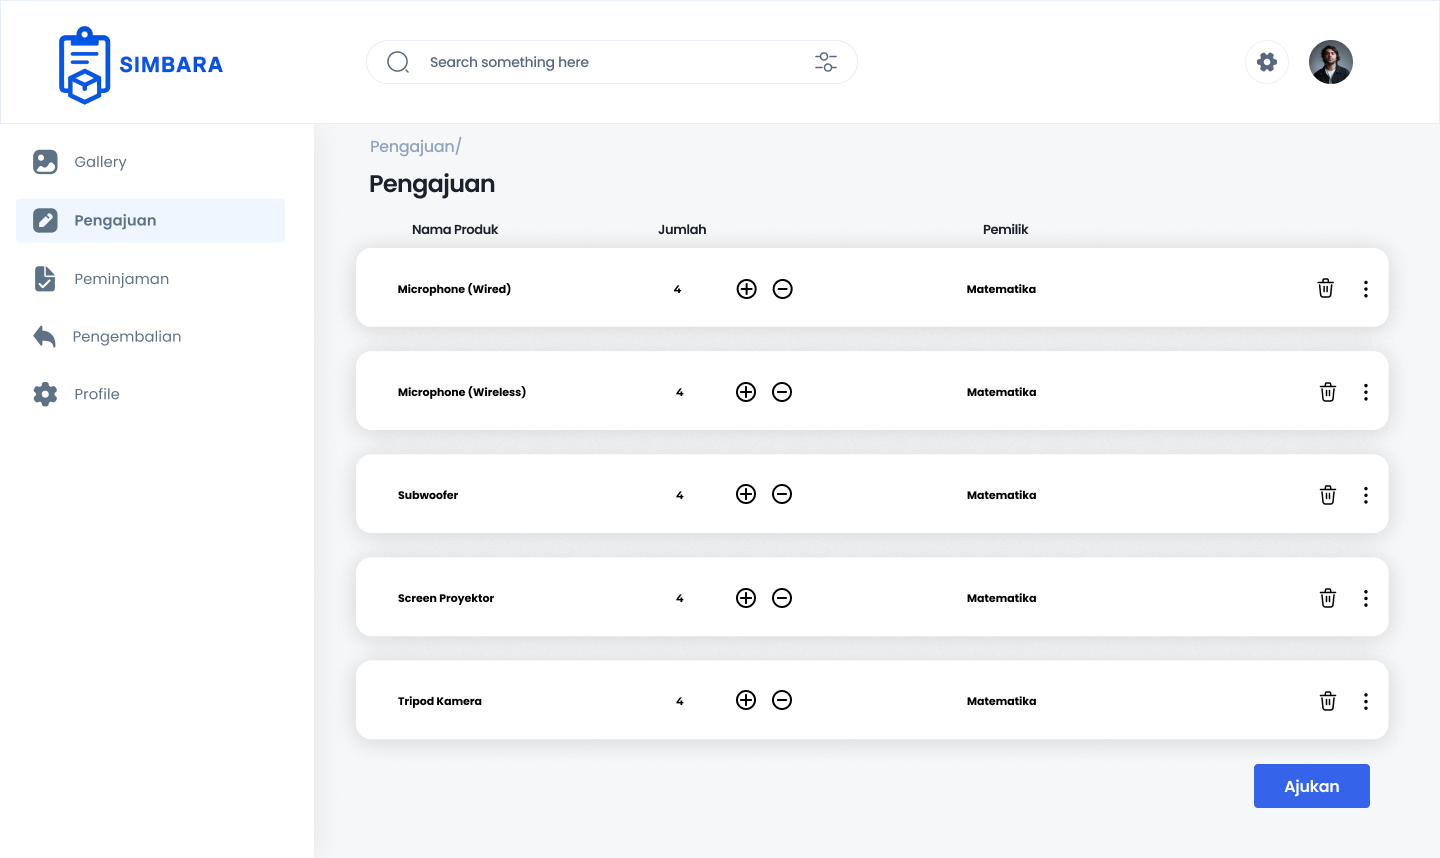 SIMBARA
Search something here
Gallery
Pengajuan
Peminjaman
Pengembalian
Profile
Pengajuan/
Pengajuan
Nama Produk Jumlah Pemilik
Microphone (Wired) 4 Matematika
Microphone (Wireless) 4 Matematika
Subwoofer 4 Matematika
Screen Proyektor 4 Matematika
Tripod Kamera 4 Matematika
Ajukan